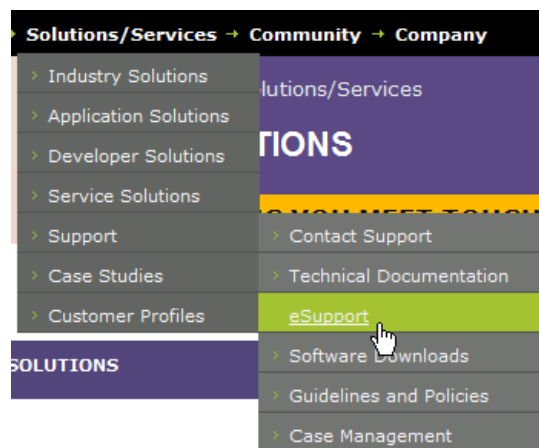 Solutions/Services → Community → Company
> Industry Solutions
lutions/Services
> Application Solutions
> Developer Solutions
TIONS
> Service Solutions
> Support
> Contact Support
> Case Studies
> Technical Documentation
> Customer Profiles
eSupport
SOLUTIONS
> Software Downloads
> Guidelines and Policies
> Case Management